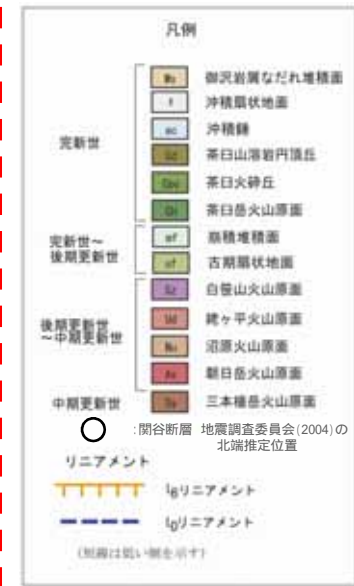 凡例
完新世
御沢岩屑なだれ堆積面
f 沖積扇状地面
ac 沖積錐
茶臼山溶岩円頂丘
茶臼火砕丘
茶臼岳火山原面
完新世～
後期更新世
崩積堆積面
of 古期扇状地面
後期更新世
～中期更新世
白笹山火山原面
姥ヶ平火山原面
沼原火山原面
朝日岳火山原面
中期更新世
三本槍岳火山原面
:関谷断層 地震調査委員会(2004)の
北端推定位置
リニアメント
LBリニアメント
LDリニアメント
(短線は低い側を示す)